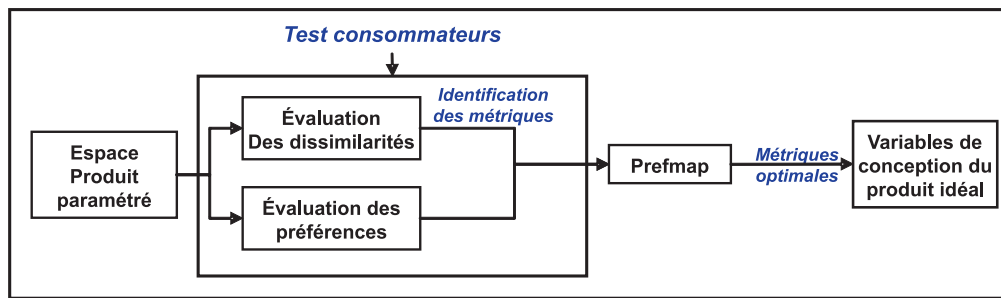 Test consommateurs
Espace
Produit
paramétré
Évaluation
Des dissimilarités
Identification
des métriques
Évaluation des
préférences
Prefmap
Métriques
optimales
Variables de
conception du
produit idéal